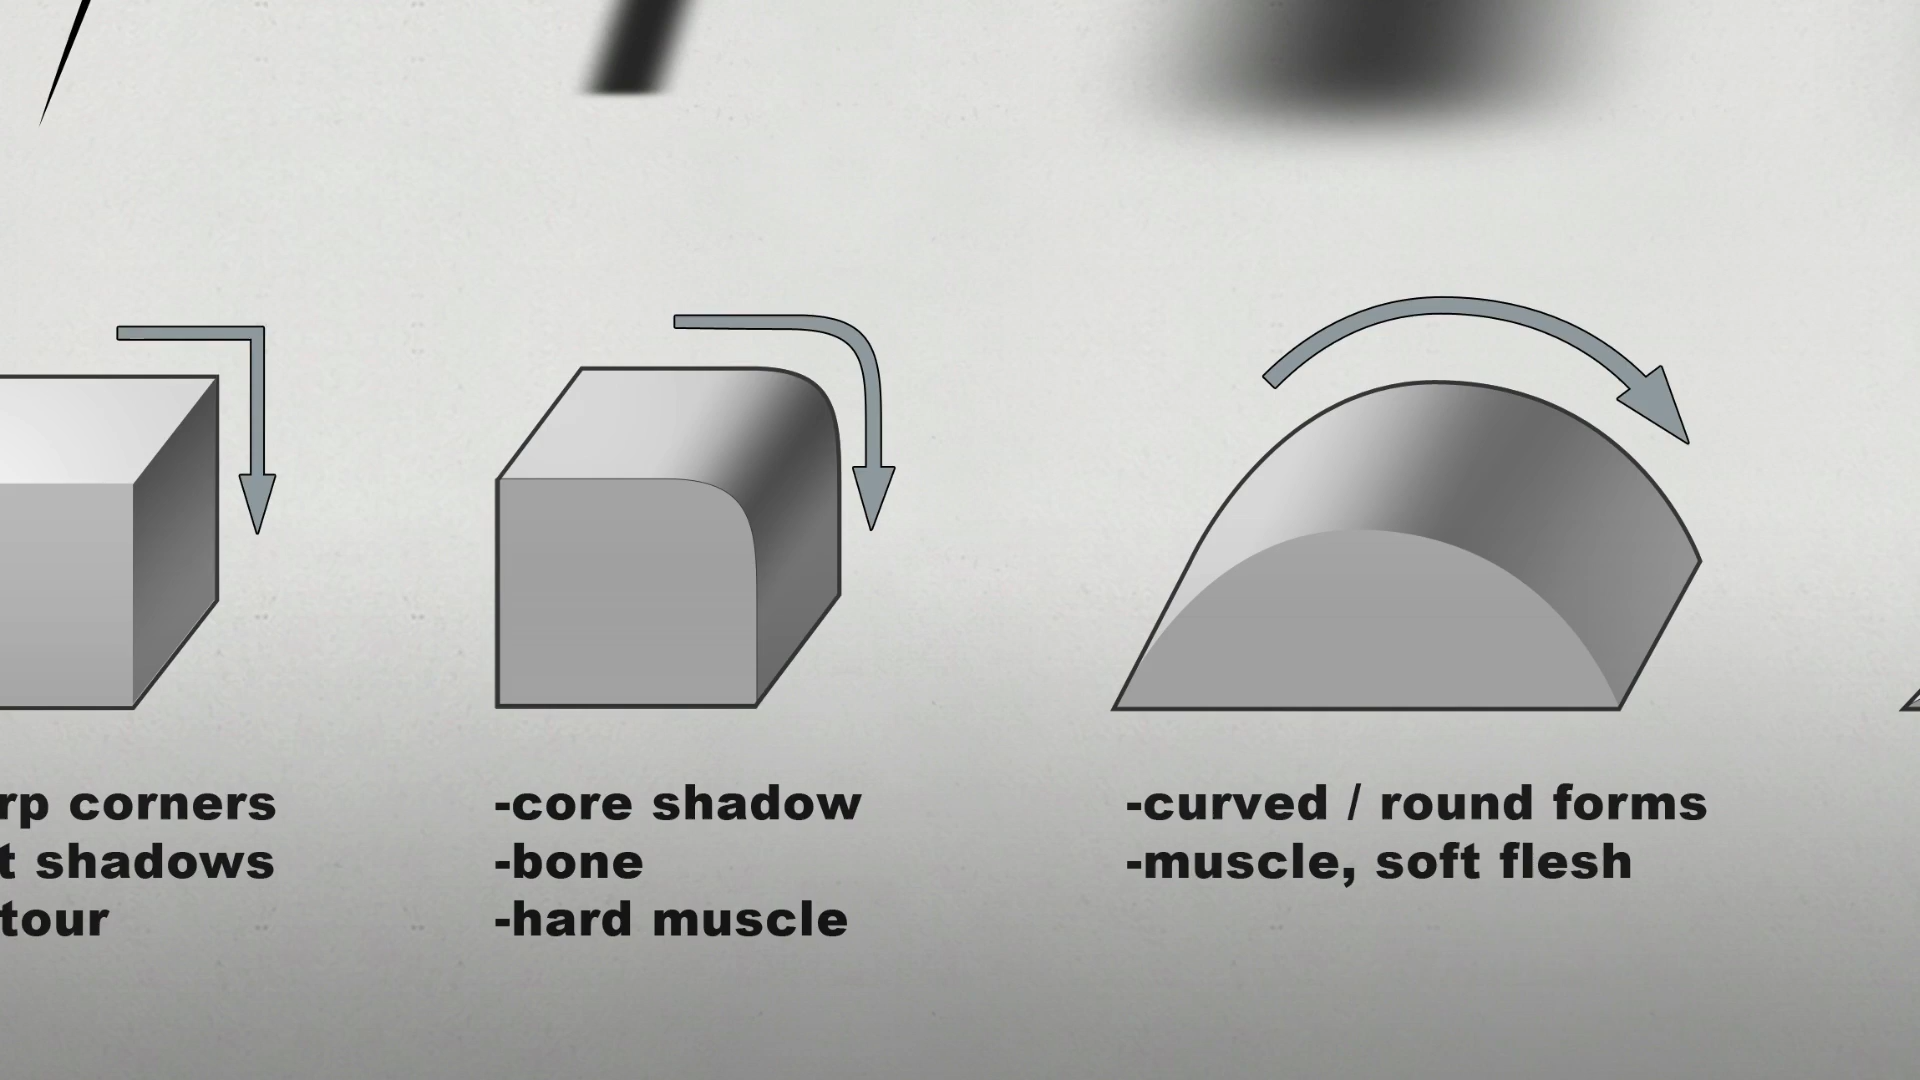 rp corners
t shadows
tour
-core shadow
-bone
-hard muscle
-curved / round forms
-muscle, soft flesh